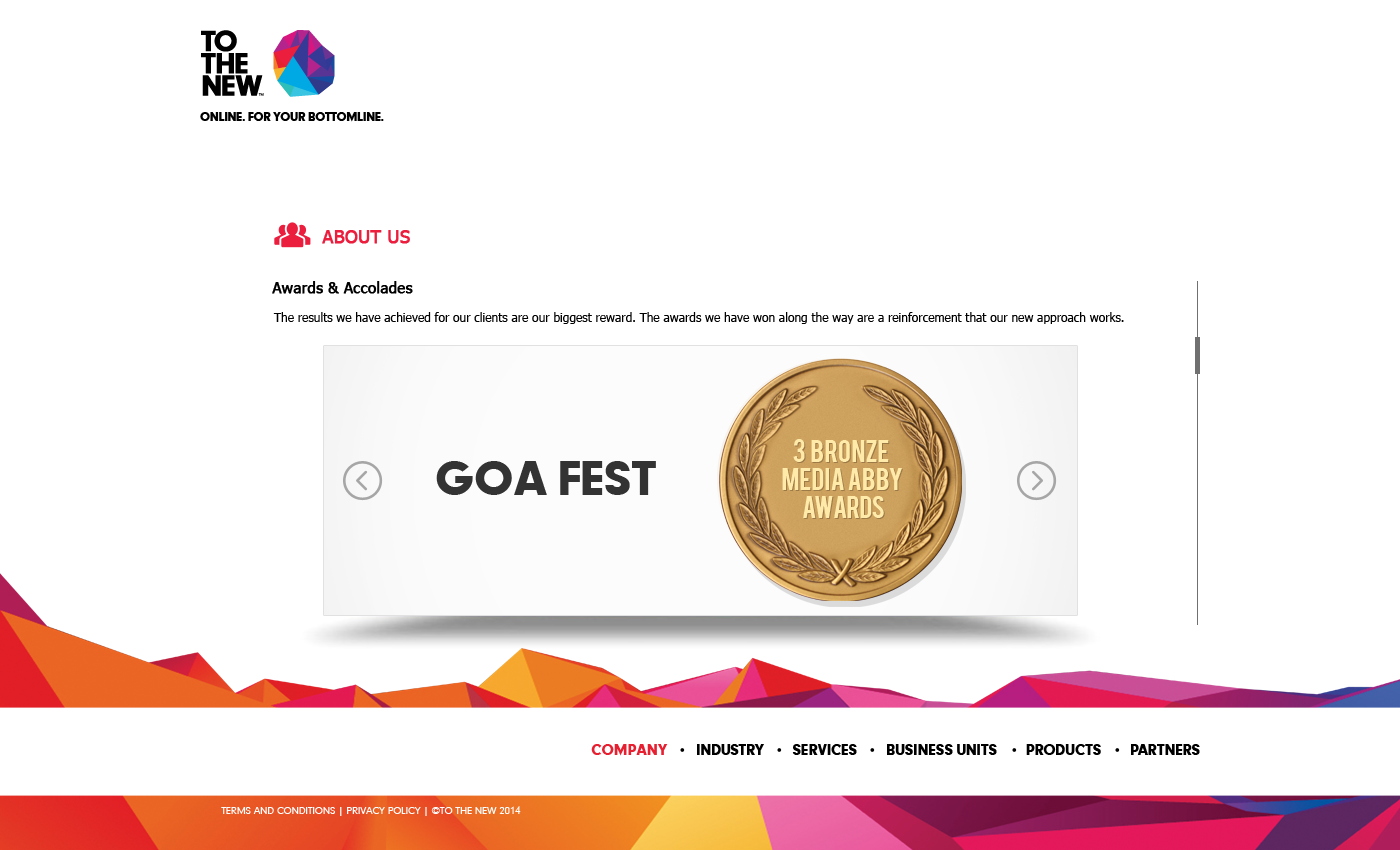 TO
THE
NEW™
ONLINE. FOR YOUR BOTTOMLINE.
ABOUT US
Awards & Accolades
The results we have achieved for our clients are our biggest reward. The awards we have won along the way are a reinforcement that our new approach works.
GOA FEST
3 BRONZE
MEDIA ABBY
AWARDS
COMPANY • INDUSTRY • SERVICES • BUSINESS UNITS • PRODUCTS • PARTNERS
TERMS AND CONDITIONS | PRIVACY POLICY | ©TO THE NEW 2014